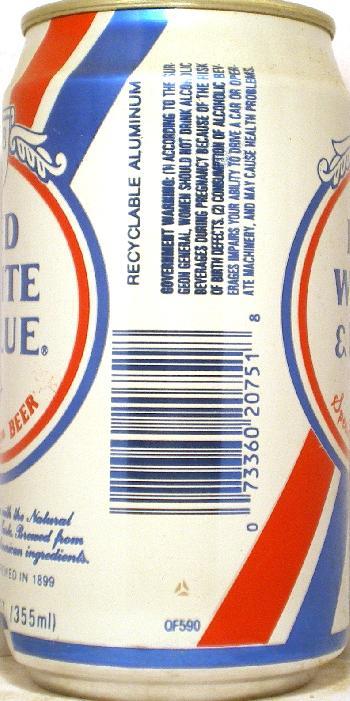 D
TE
UE®
BEER
with the Natural
Taste. Brewed from
American ingredients.
IN 1899
/355ml)
RECYCLABLE ALUMINUM
GOVERNMENT WARNING: (1) ACCORDING TO THE SUR-
GEON GENERAL, WOMEN SHOULD NOT DRINK ALCOHOLIC
BEVERAGES DURING PREGNANCY BECAUSE OF THE RISK
OF BIRTH DEFECTS. (2) CONSUMPTION OF ALCOHOLIC BEV-
ERAGES IMPAIRS YOUR ABILITY TO DRIVE A CAR OR OPER-
ATE MACHINERY, AND MAY CAUSE HEALTH PROBLEMS.
0 73360 20751 8
OF590
W
&